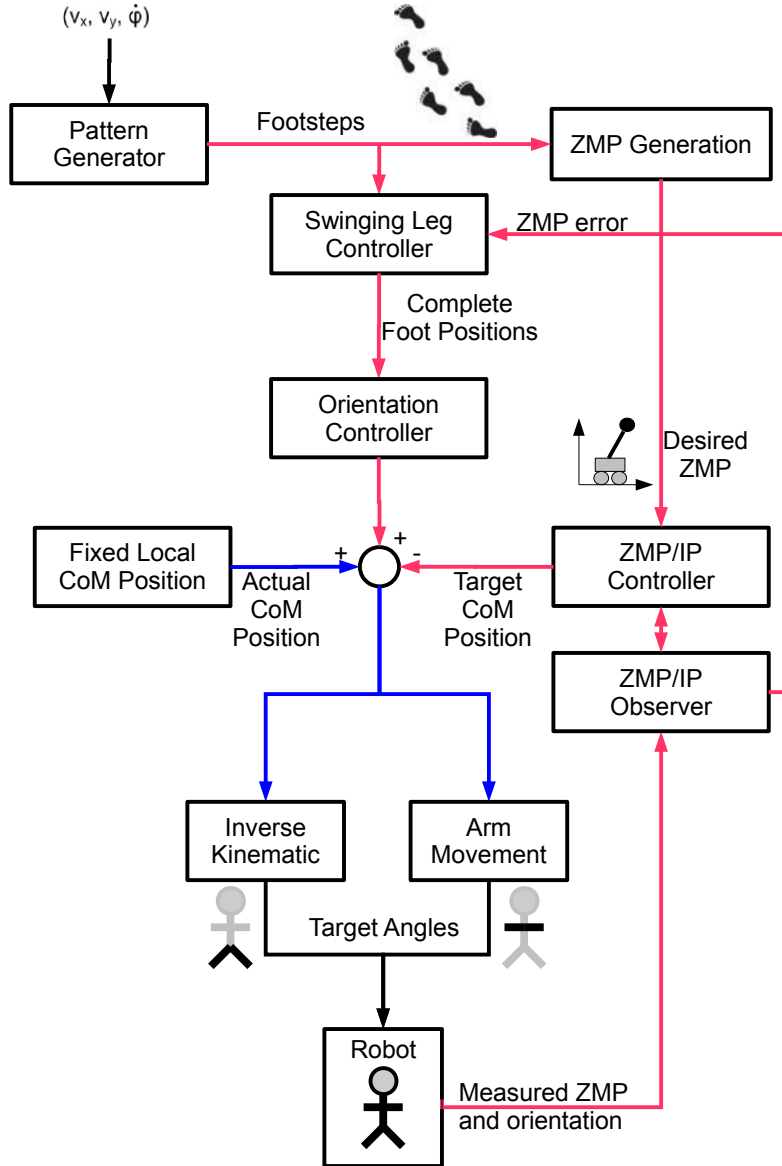 (vx, vy, φ̇)
Pattern
Generator
Footsteps
ZMP Generation
Swinging Leg
Controller
ZMP error
Complete
Foot Positions
Orientation
Controller
Desired
ZMP
Fixed Local
CoM Position
+
+
-
Actual
CoM
Position
Target
CoM
Position
ZMP/IP
Controller
ZMP/IP
Observer
Inverse
Kinematic
Arm
Movement
Target Angles
Robot
Measured ZMP
and orientation